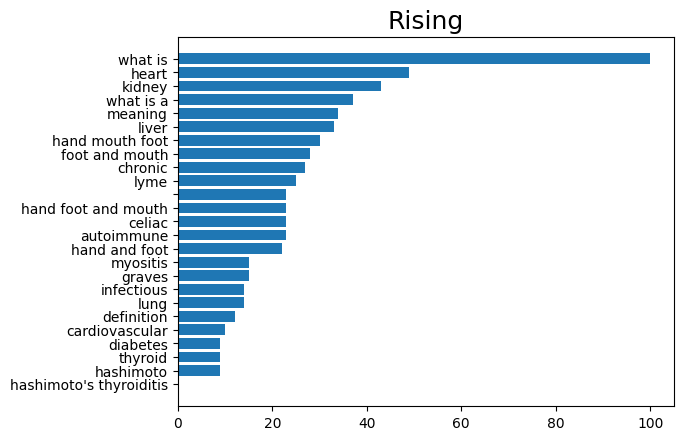 Rising
what is
heart
kidney
what is a
meaning
liver
hand mouth foot
foot and mouth
chronic
lyme
hand foot and mouth
celiac
autoimmune
hand and foot
myositis
graves
infectious
lung
definition
cardiovascular
diabetes
thyroid
hashimoto
hashimoto's thyroiditis
0 20 40 60 80 100